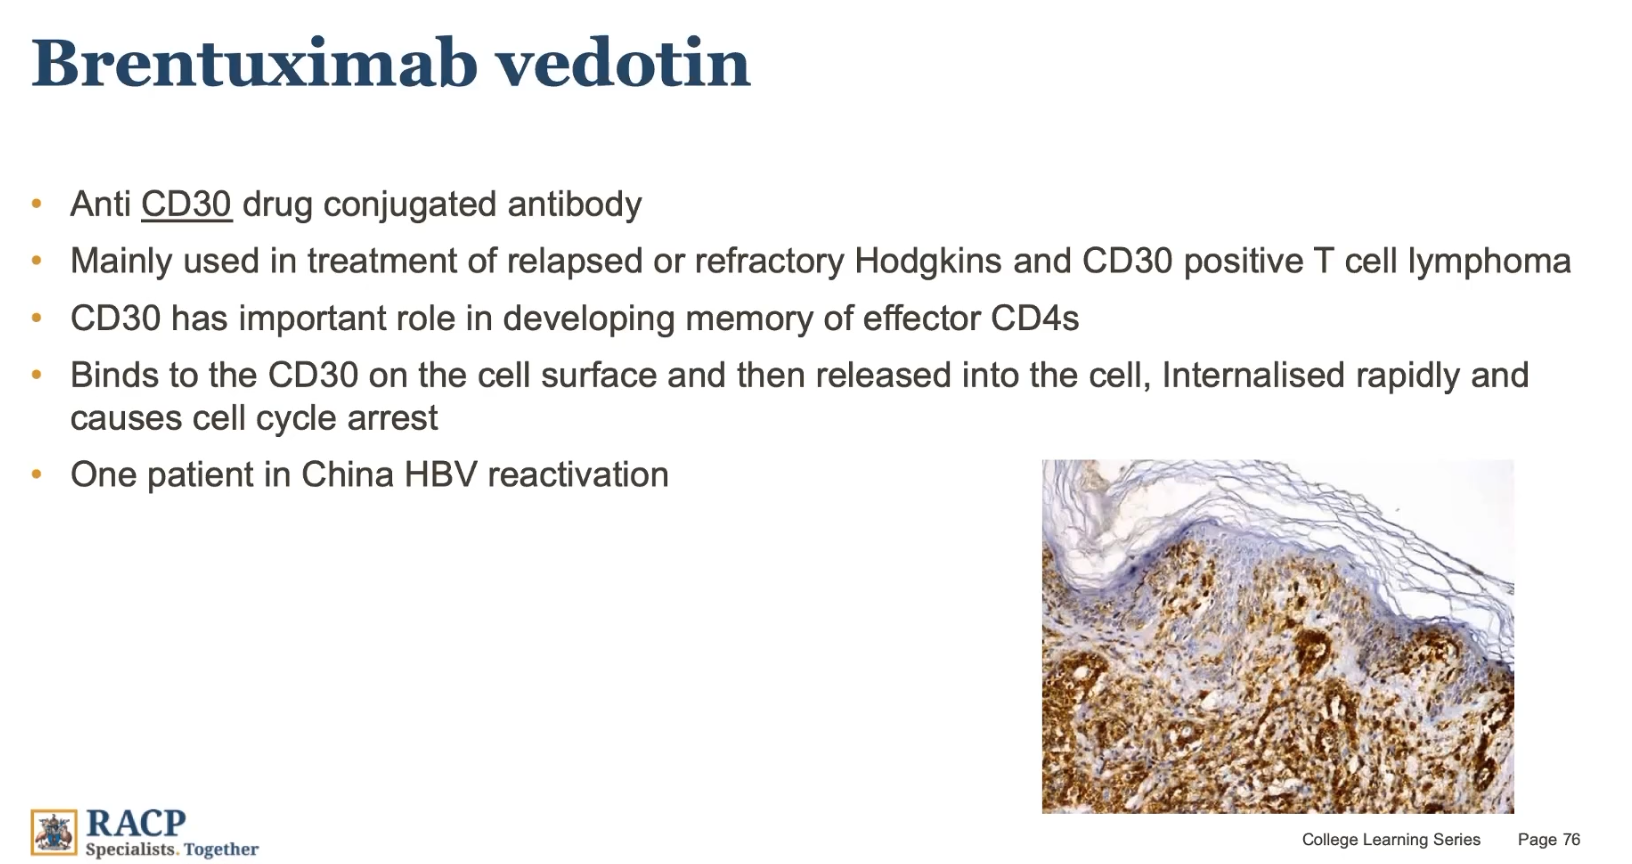 Brentuximab vedotin
• Anti CD30 drug conjugated antibody
• Mainly used in treatment of relapsed or refractory Hodgkins and CD30 positive T cell lymphoma
• CD30 has important role in developing memory of effector CD4s
• Binds to the CD30 on the cell surface and then released into the cell, Internalised rapidly and
causes cell cycle arrest
• One patient in China HBV reactivation
RACP
Specialists. Together
College Learning Series Page 76